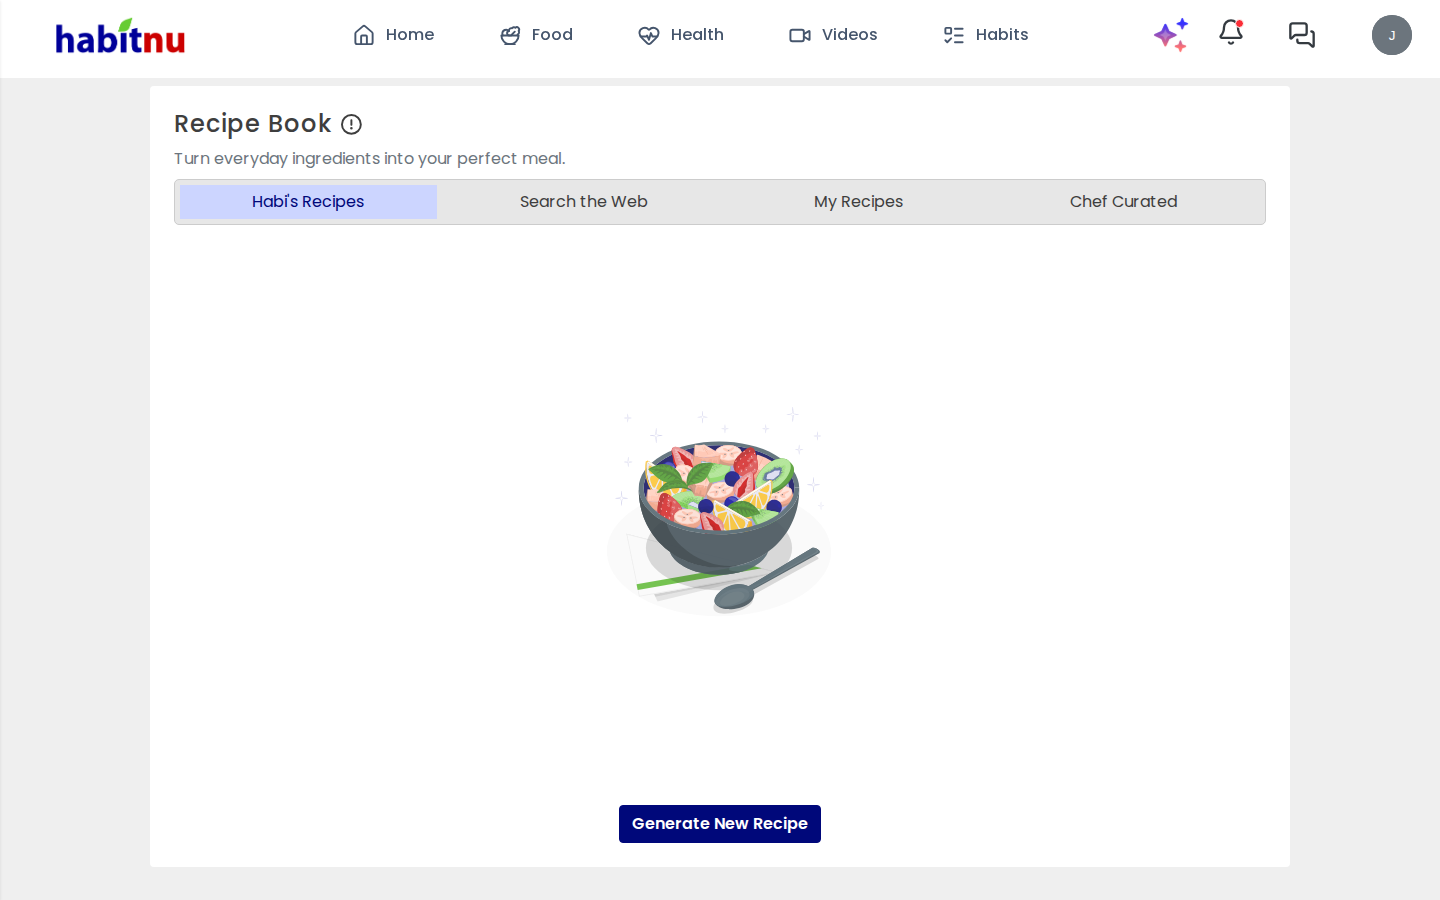 habitnu
Home
Food
Health
Videos
Habits
J
Recipe Book
Turn everyday ingredients into your perfect meal.
Habi's Recipes
Search the Web
My Recipes
Chef Curated
Generate New Recipe